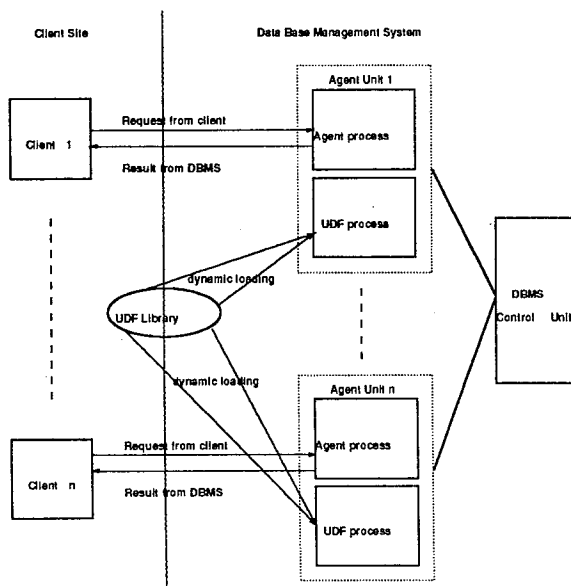 Client Site
Data Base Management System
Agent Unit 1
Request from client
Client 1
Agent process
Result from DBMS
UDF process
dynamic loading
UDF Library
DBMS
Control Unit
dynamic loading
Agent Unit n
Request from client
Agent process
Client n
Result from DBMS
UDF process